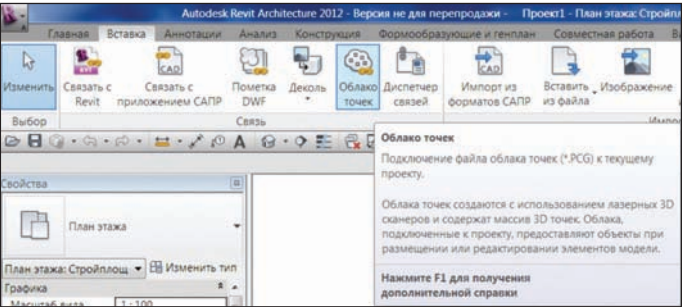 Autodesk Revit Architecture 2012 - Версия не для перепродажи - Проект1 - План этажа: Стройпл
Главная Вставка Аннотации Анализ Конструкция Формообразующие и генплан Совместная работа
Изменить Связать с Revit Связать с приложением САПР Пометка DWF Деколь Облако точек Диспетчер связей Импорт из форматов САПР Вставить из файла Изображение
Выбор Связь
Свойства
План этажа
План этажа: Стройплощ Изменить тип
Графика
Масштаб вида 1 : 100
Облако точек
Подключение файла облака точек (*.PCG) к текущему
проекту.
Облака точек создаются с использованием лазерных 3D
сканеров и содержат массив 3D точек. Облака,
подключенные к проекту, предоставляют объекты при
размещении или редактировании элементов модели.
Нажмите F1 для получения
дополнительной справки